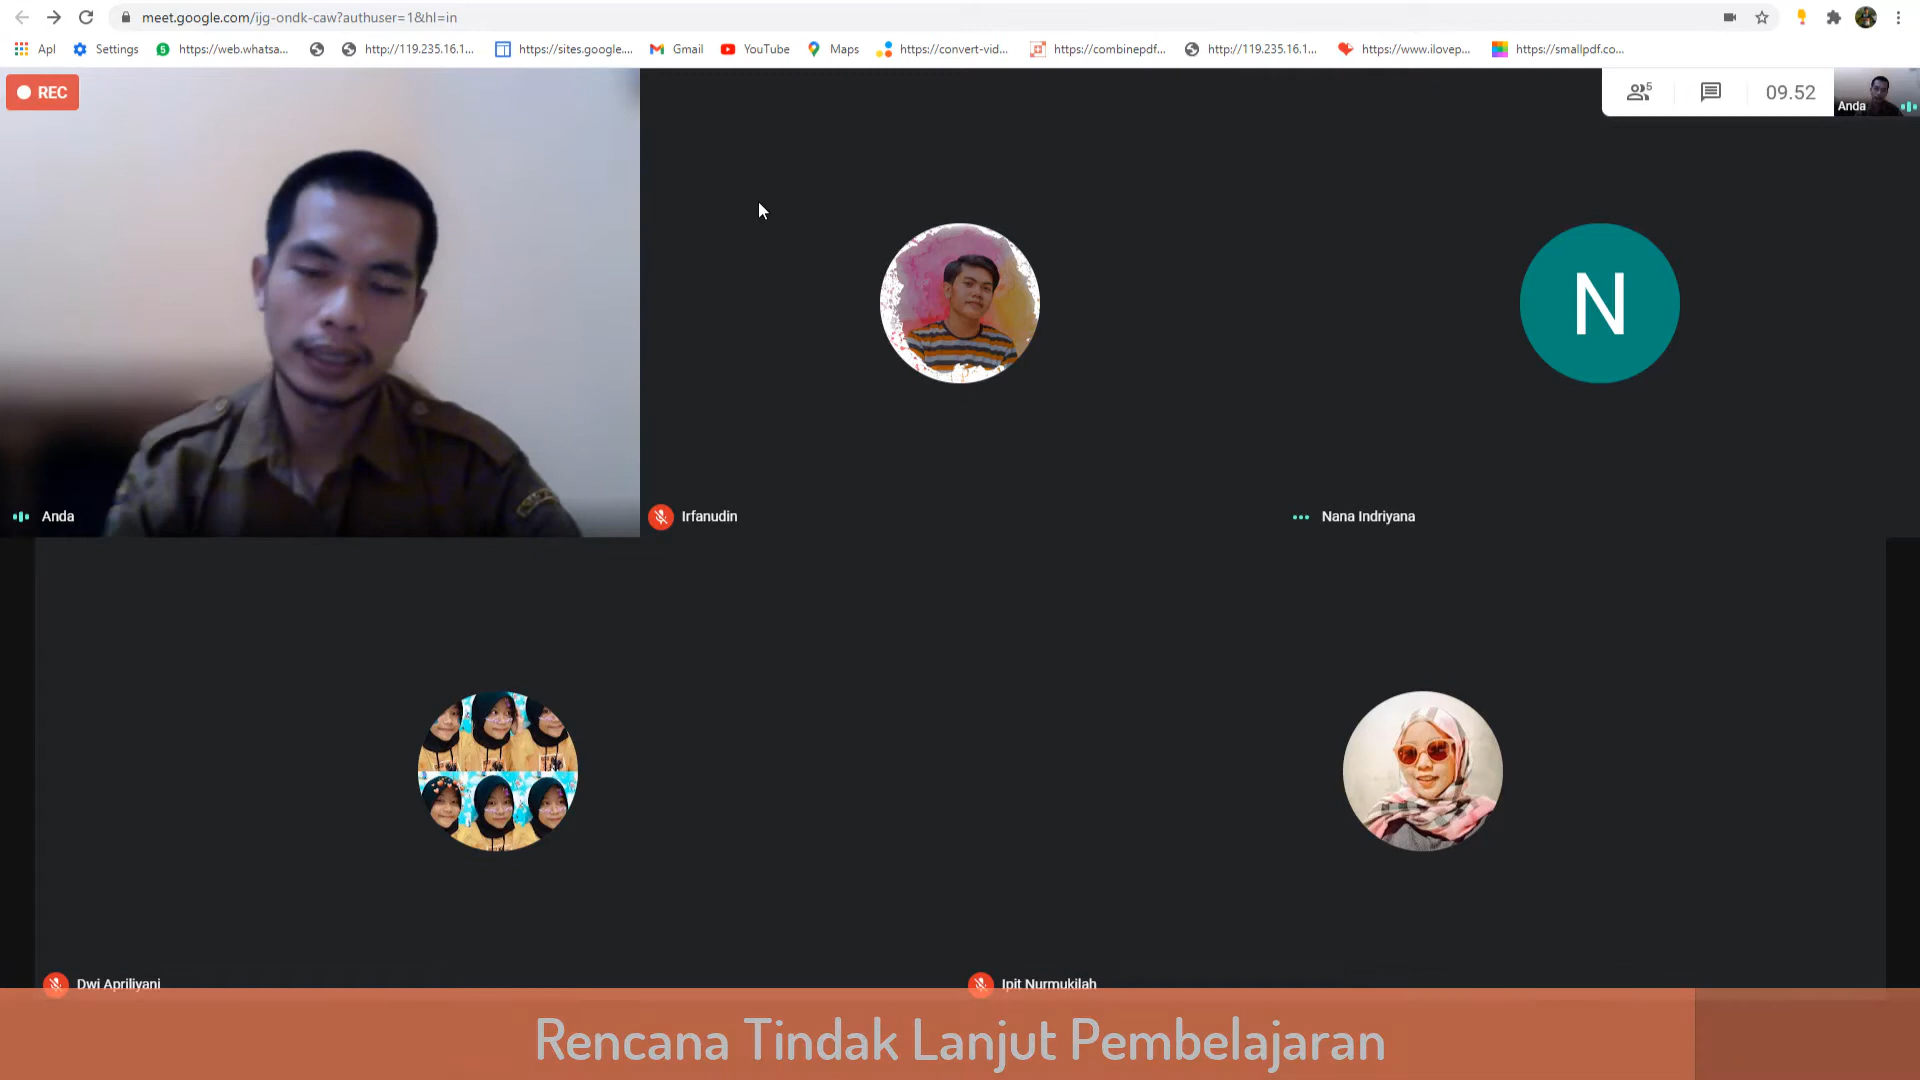 meet.google.com/ijg-ondk-caw?authuser=1&hl=in
Apl Settings https://web.whatsa... http://119.235.16.1... https://sites.google.... Gmail YouTube Maps https://convert-vid... https://combinepdf... http://119.235.16.1... https://www.ilovep... https://smallpdf.co...
REC
5
09.52
Anda
N
Anda
Irfanudin
Nana Indriyana
Dwi Apriliyani
Ipit Nurmukilah
Rencana Tindak Lanjut Pembelajaran